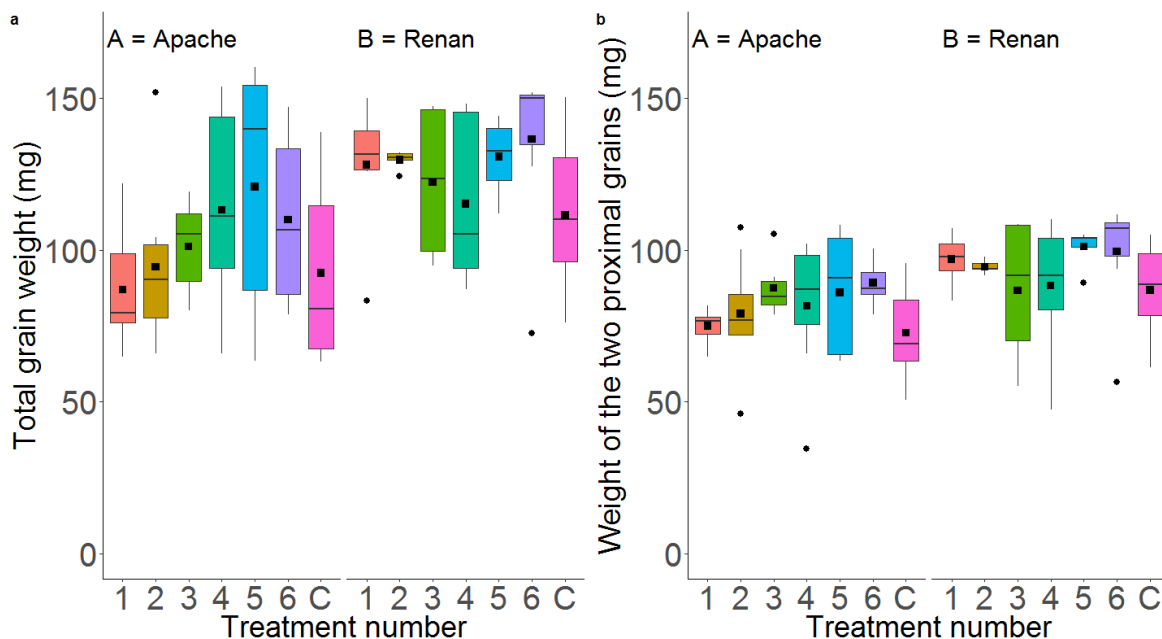 a
A = Apache
B = Renan
Total grain weight (mg)
150
100
50
0
1 2 3 4 5 6 C
1 2 3 4 5 6 C
Treatment number
b
A = Apache
B = Renan
Weight of the two proximal grains (mg)
150
100
50
0
1 2 3 4 5 6 C
1 2 3 4 5 6 C
Treatment number